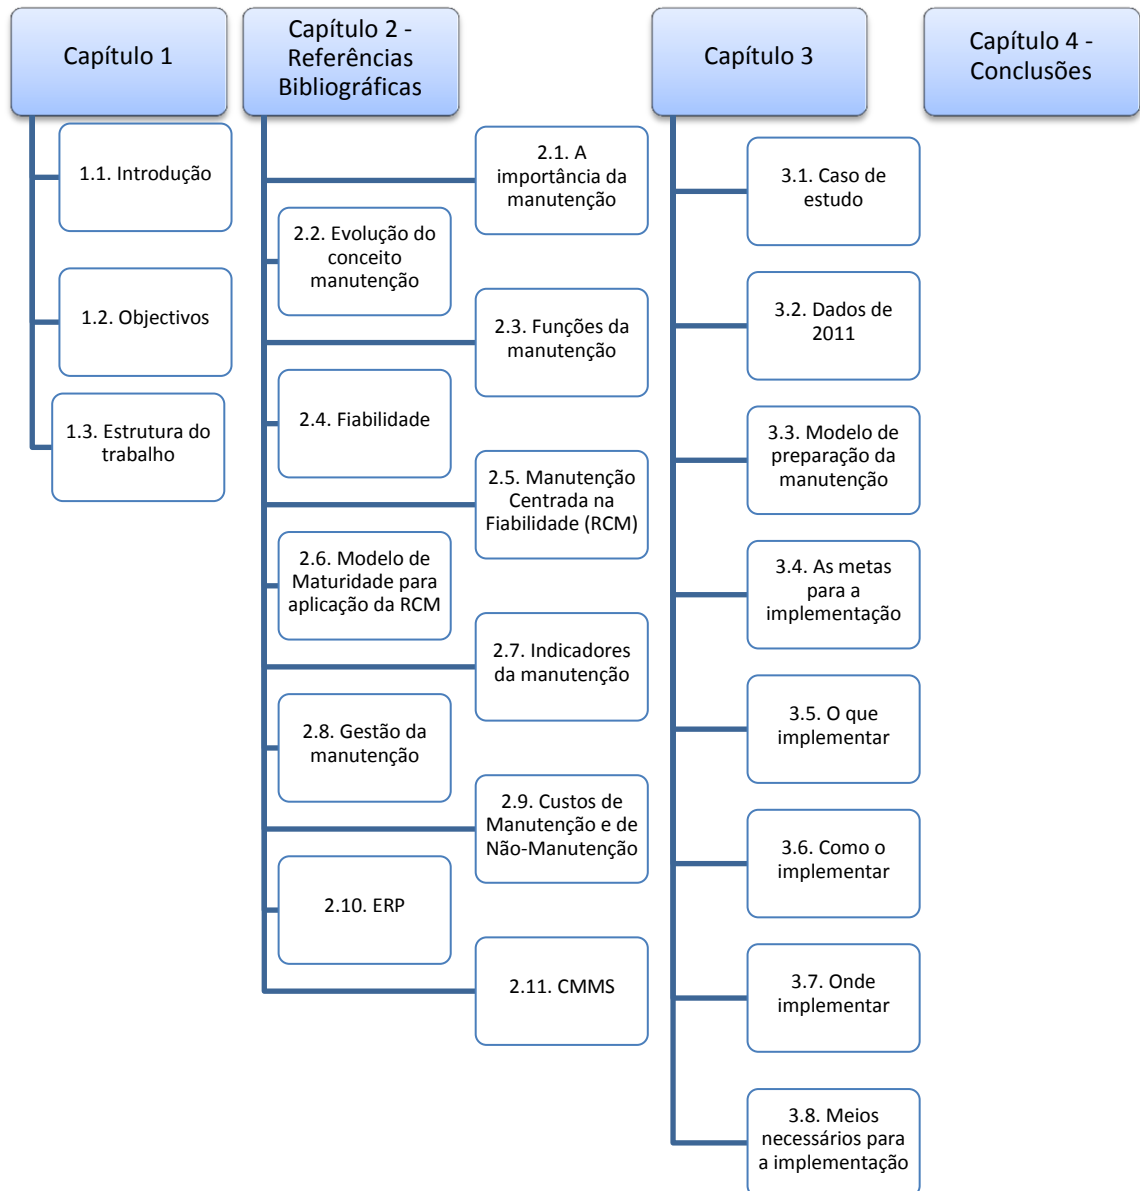 Capítulo 1
1.1. Introdução
1.2. Objectivos
1.3. Estrutura do
trabalho
Capítulo 2 -
Referências
Bibliográficas
2.1. A
importância da
manutenção
2.2. Evolução do
conceito
manutenção
2.3. Funções da
manutenção
2.4. Fiabilidade
2.5. Manutenção
Centrada na
Fiabilidade (RCM)
2.6. Modelo de
Maturidade para
aplicação da RCM
2.7. Indicadores
da manutenção
2.8. Gestão da
manutenção
2.9. Custos de
Manutenção e de
Não-Manutenção
2.10. ERP
2.11. CMMS
Capítulo 3
3.1. Caso de
estudo
3.2. Dados de
2011
3.3. Modelo de
preparação da
manutenção
3.4. As metas
para a
implementação
3.5. O que
implementar
3.6. Como o
implementar
3.7. Onde
implementar
3.8. Meios
necessários para
a implementação
Capítulo 4 -
Conclusões